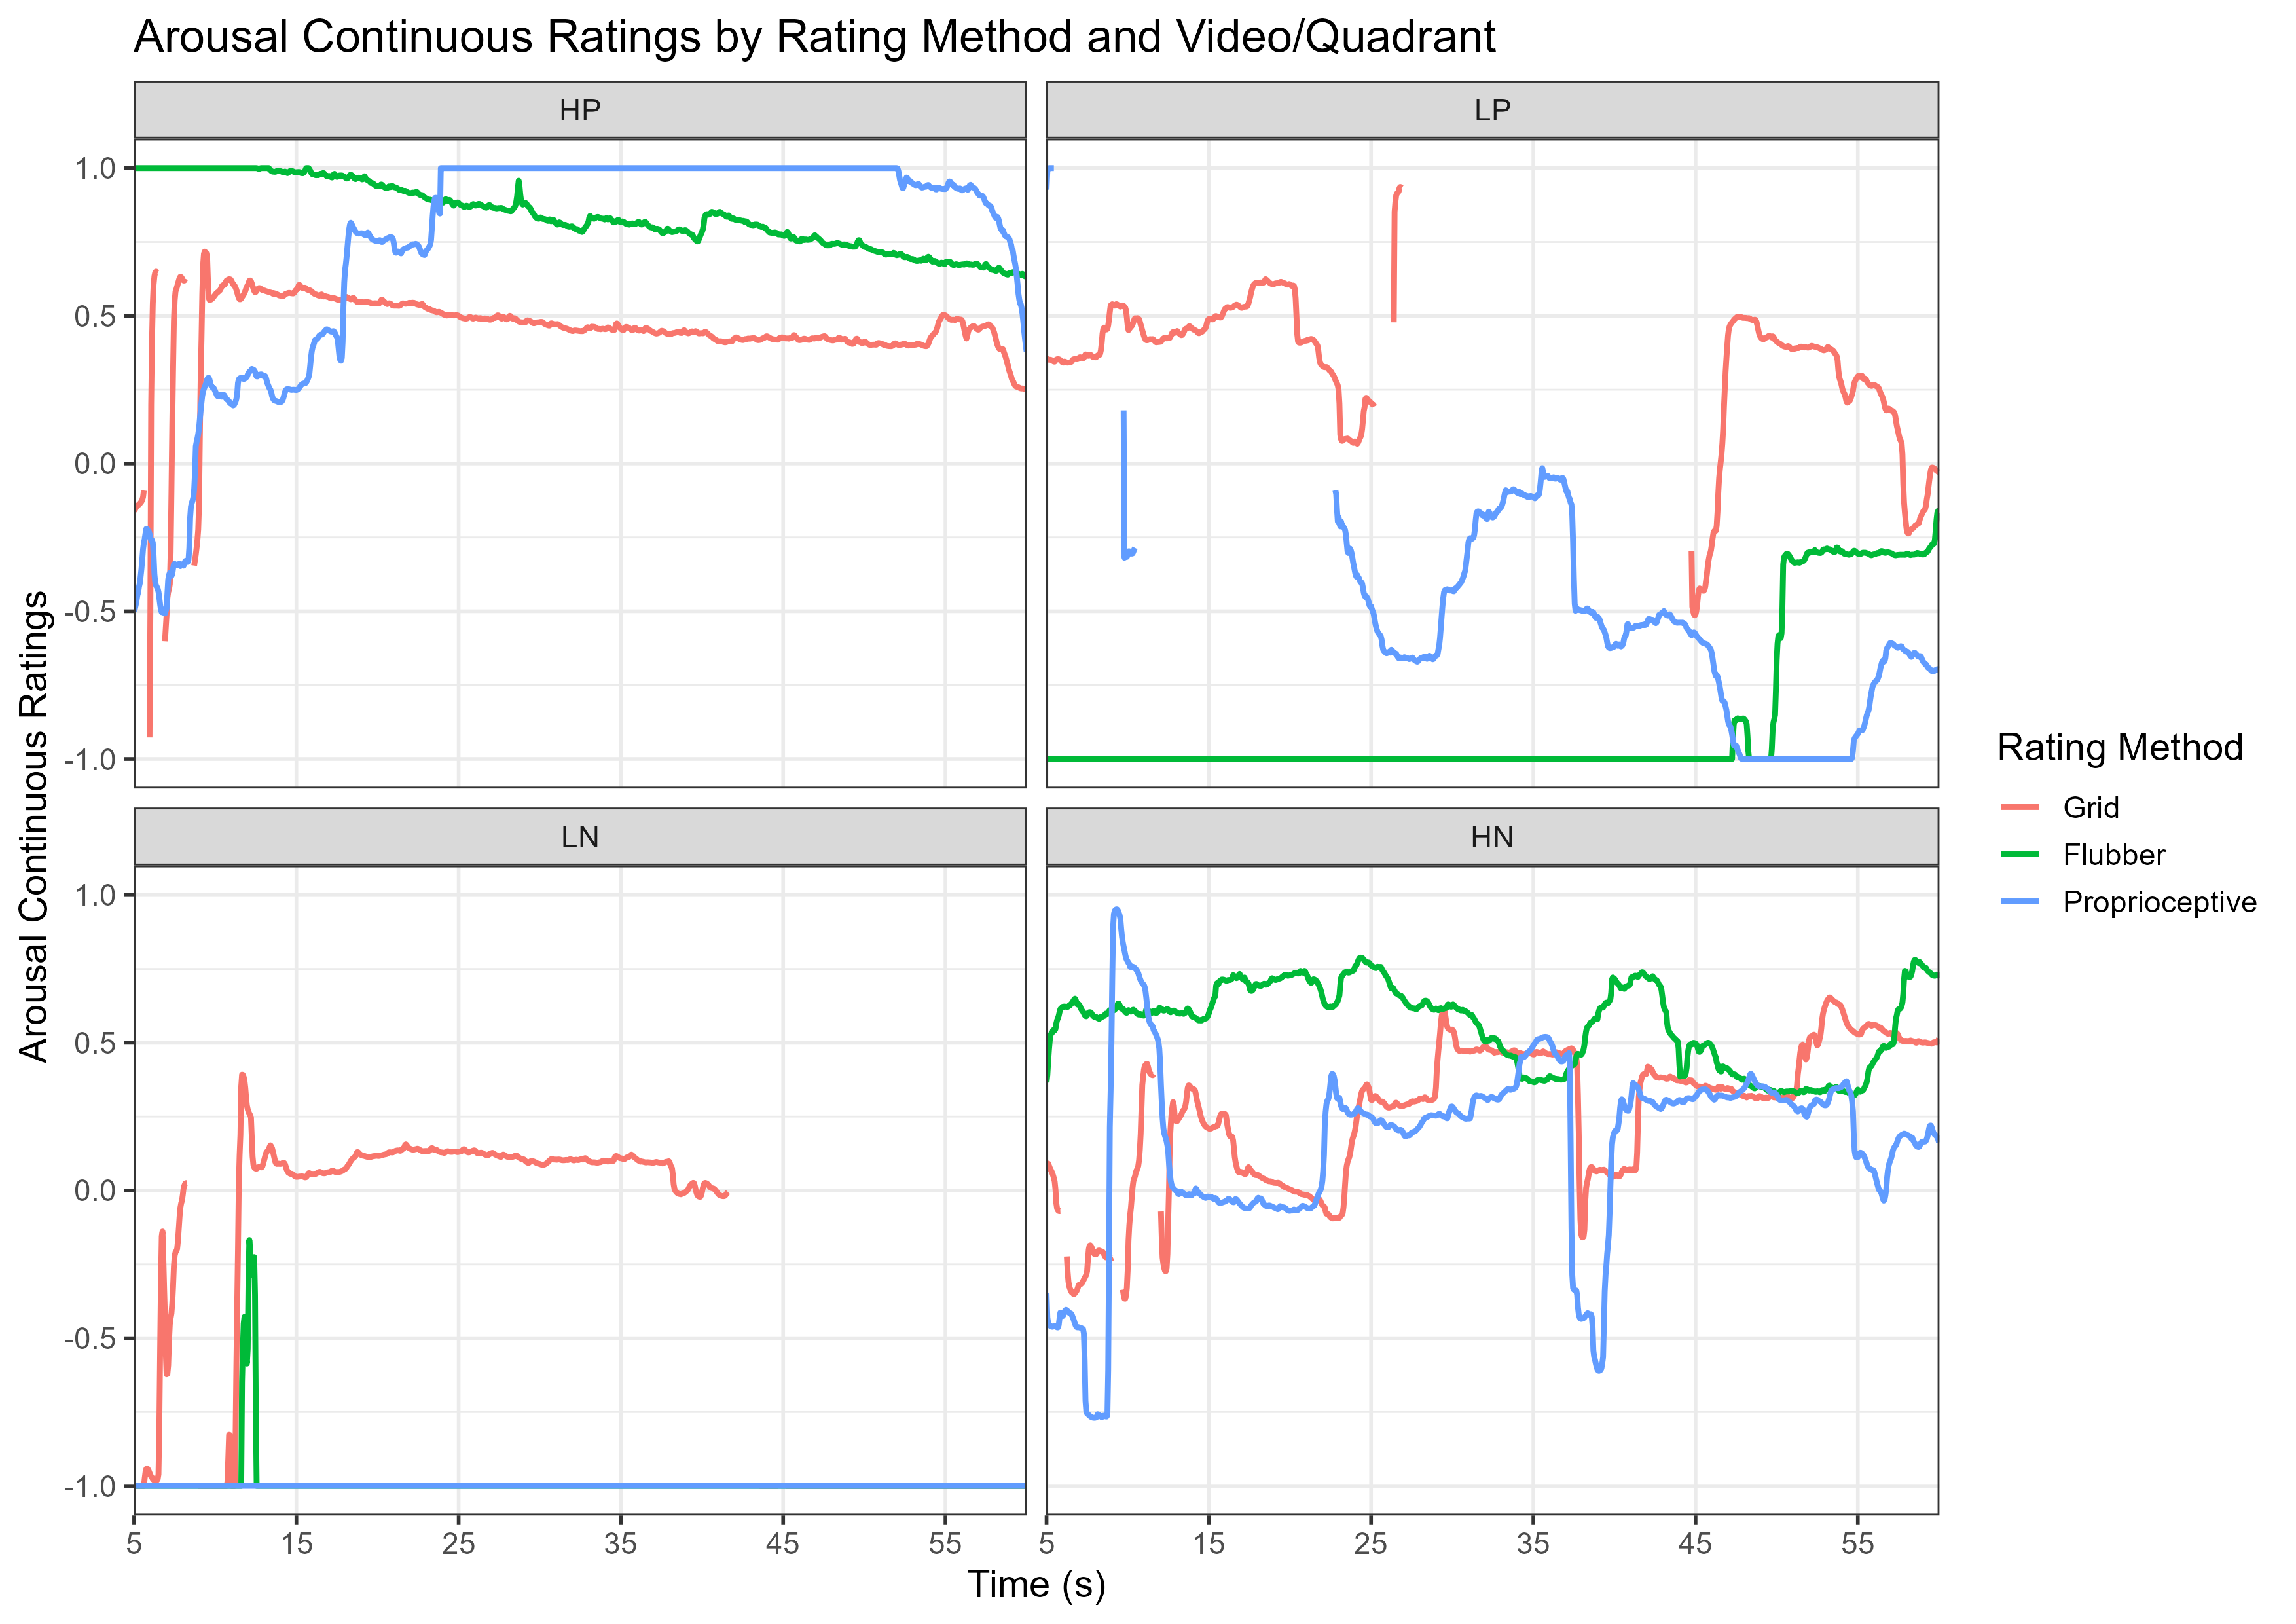 Arousal Continuous Ratings by Rating Method and Video/Quadrant
HP
LP
1.0
0.5
0.0
-0.5
-1.0
LN
HN
1.0
0.5
0.0
-0.5
-1.0
5 15 25 35 45 55
5 15 25 35 45 55
Time (s)
Arousal Continuous Ratings
Rating Method
Grid
Flubber
Proprioceptive